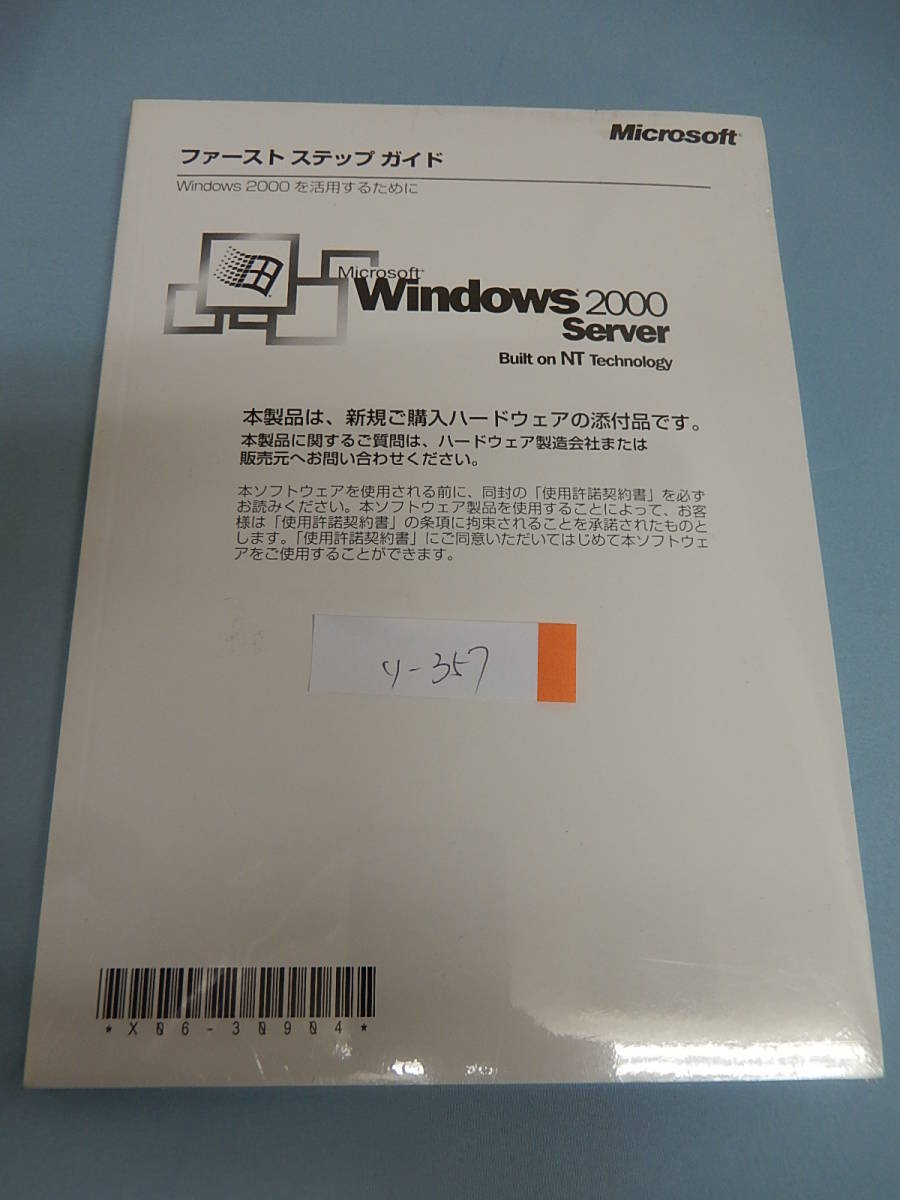 Microsoft
ファースト ステップ ガイド
Windows 2000 を活用するために
Microsoft
Windows 2000
Server
Built on NT Technology
本製品は、新規ご購入ハードウェアの添付品です。
本製品に関するご質問は、ハードウェア製造会社または
販売元へお問い合わせください。
本ソフトウェアを使用される前に、同封の「使用許諾契約書」を必ず
お読みください。本ソフトウェア製品を使用することによって、お客
様は「使用許諾契約書」の条項に拘束されることを承諾されたものと
します。「使用許諾契約書」にご同意いただいてはじめて本ソフトウェ
アをご使用することができます。
リ-357
*X06-30904*